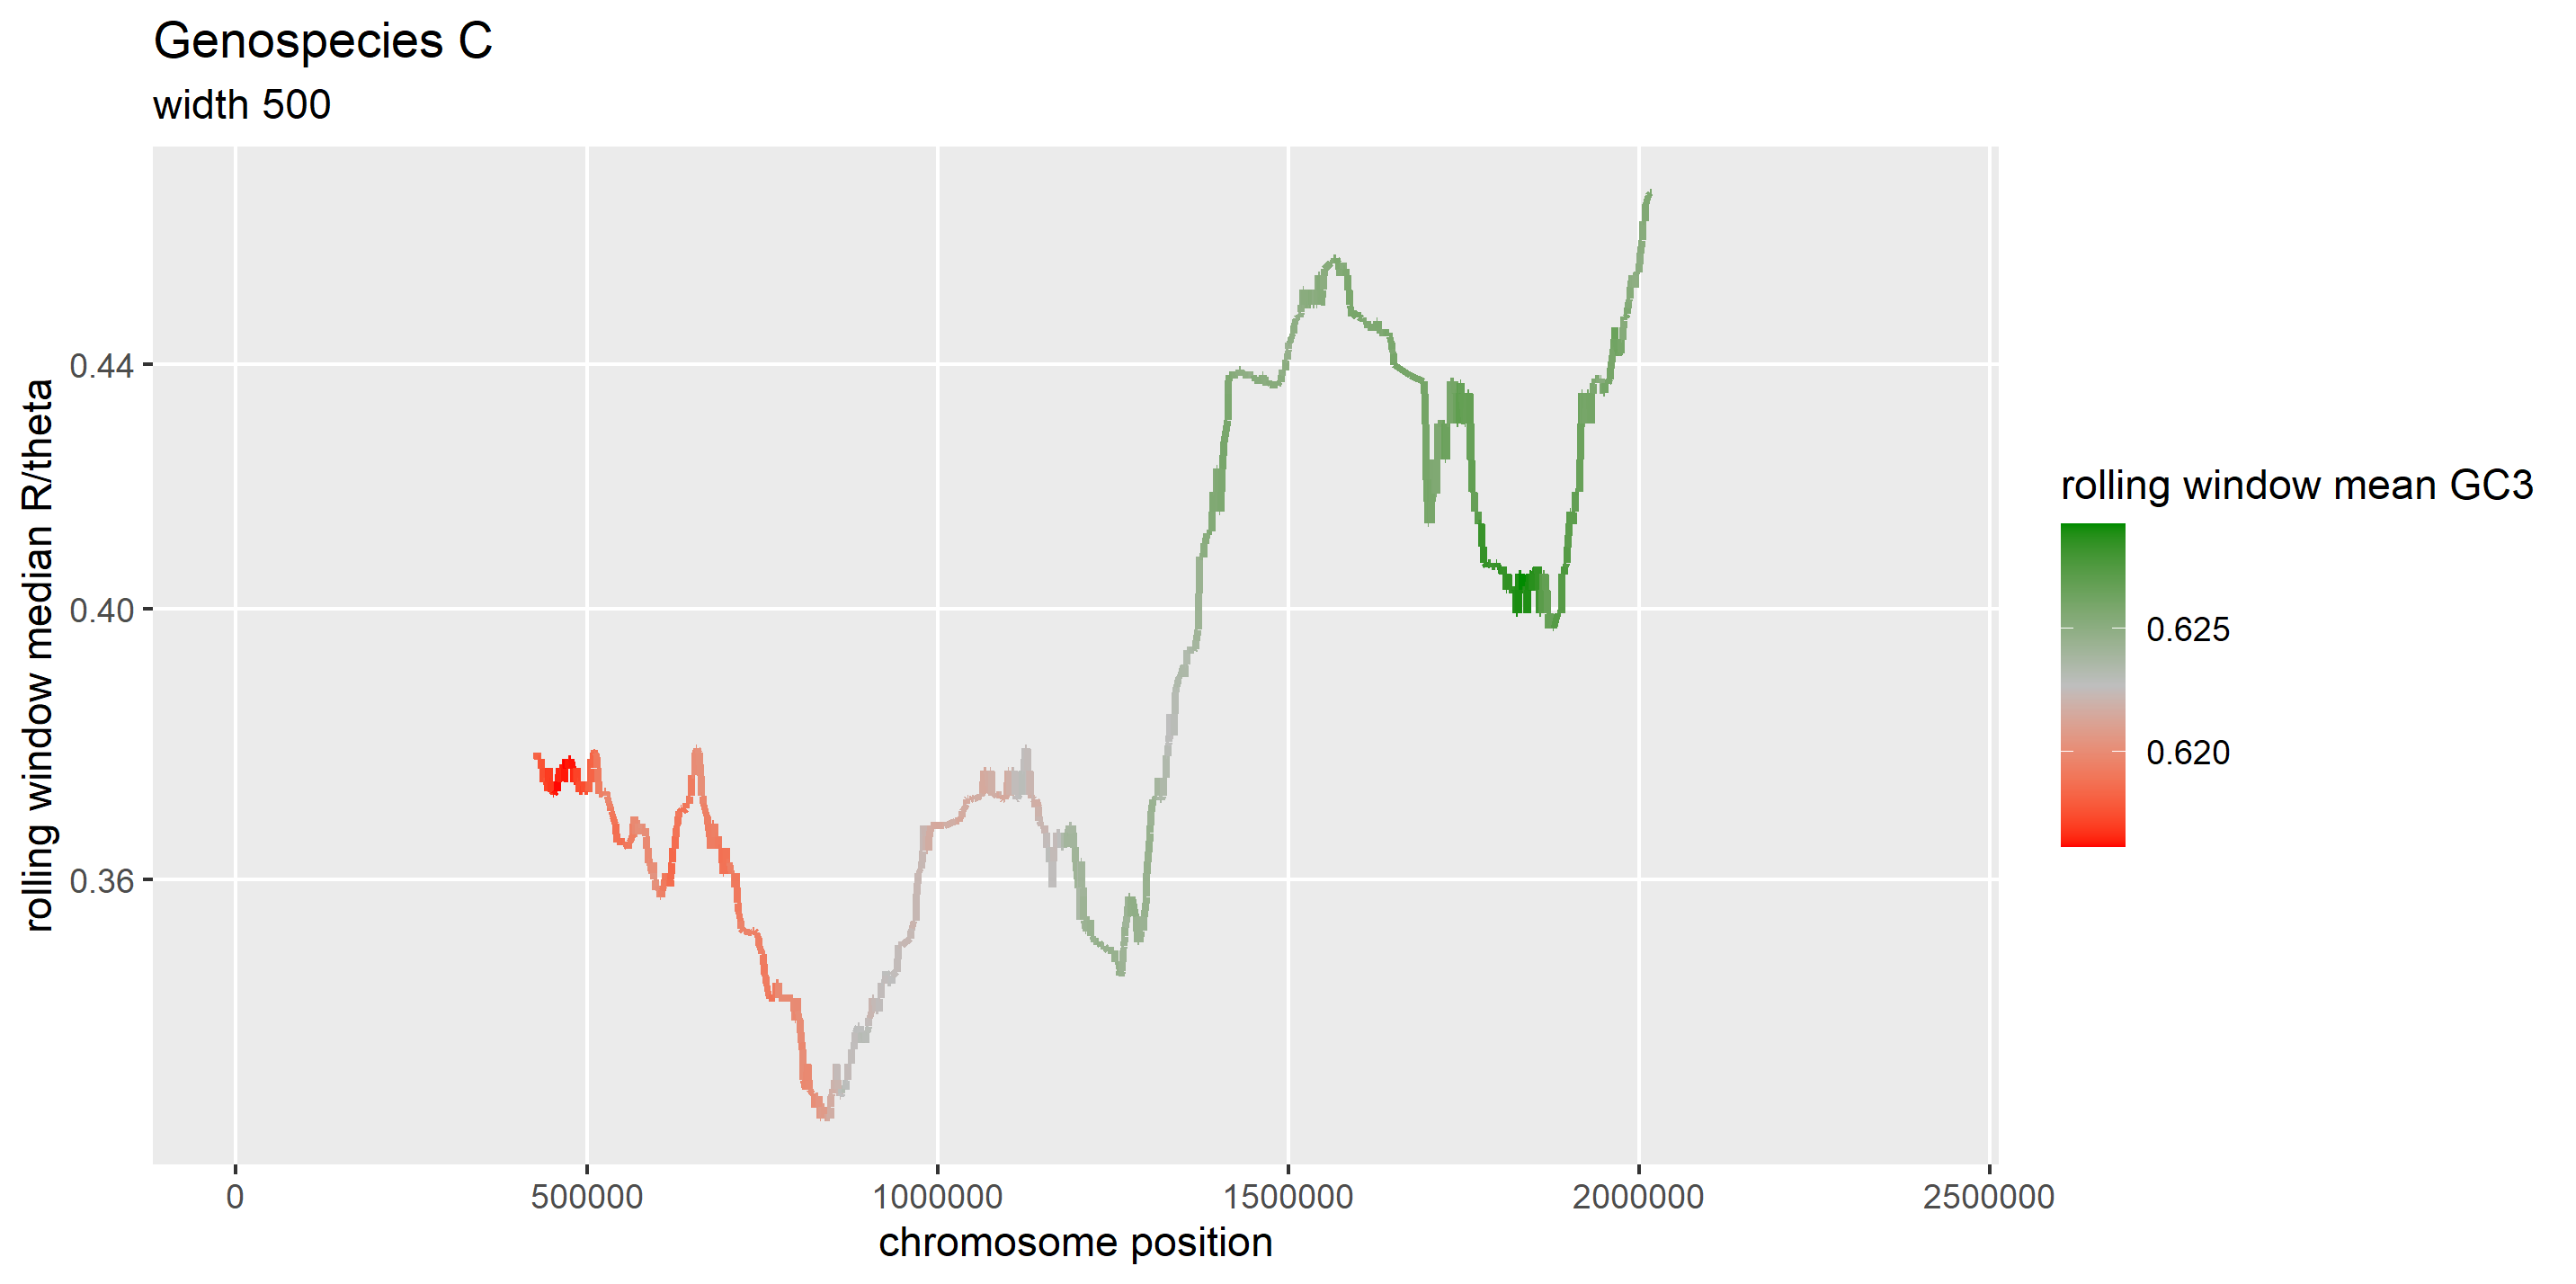 Genospecies C
width 500
rolling window median R/theta
0.44
0.40
0.36
0
500000
1000000
1500000
2000000
2500000
chromosome position
rolling window mean GC3
0.625
0.620